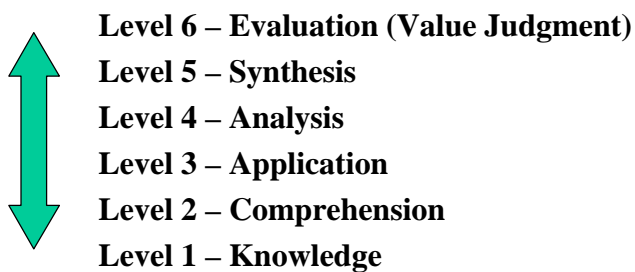 Level 6 – Evaluation (Value Judgment)
Level 5 – Synthesis
Level 4 – Analysis
Level 3 – Application
Level 2 – Comprehension
Level 1 – Knowledge